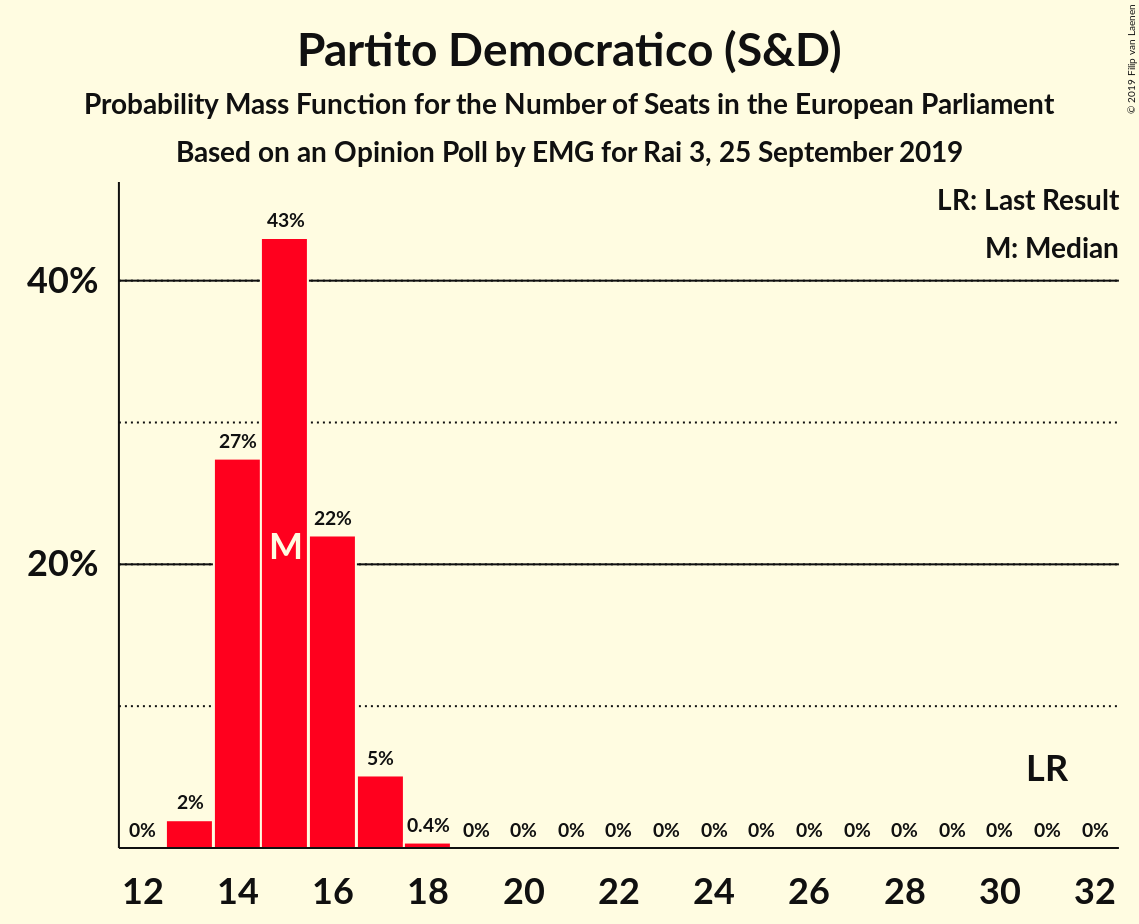 Partito Democratico (S&D)
Probability Mass Function for the Number of Seats in the European Parliament
Based on an Opinion Poll by EMG for Rai 3, 25 September 2019
© 2019 Filip van Laenen
LR: Last Result
M: Median
43%
40%
27%
22%
M
20%
5%
LR
2%
0% 0.4% 0% 0% 0% 0% 0% 0% 0% 0% 0% 0% 0% 0% 0% 0%
12 14 16 18 20 22 24 26 28 30 32